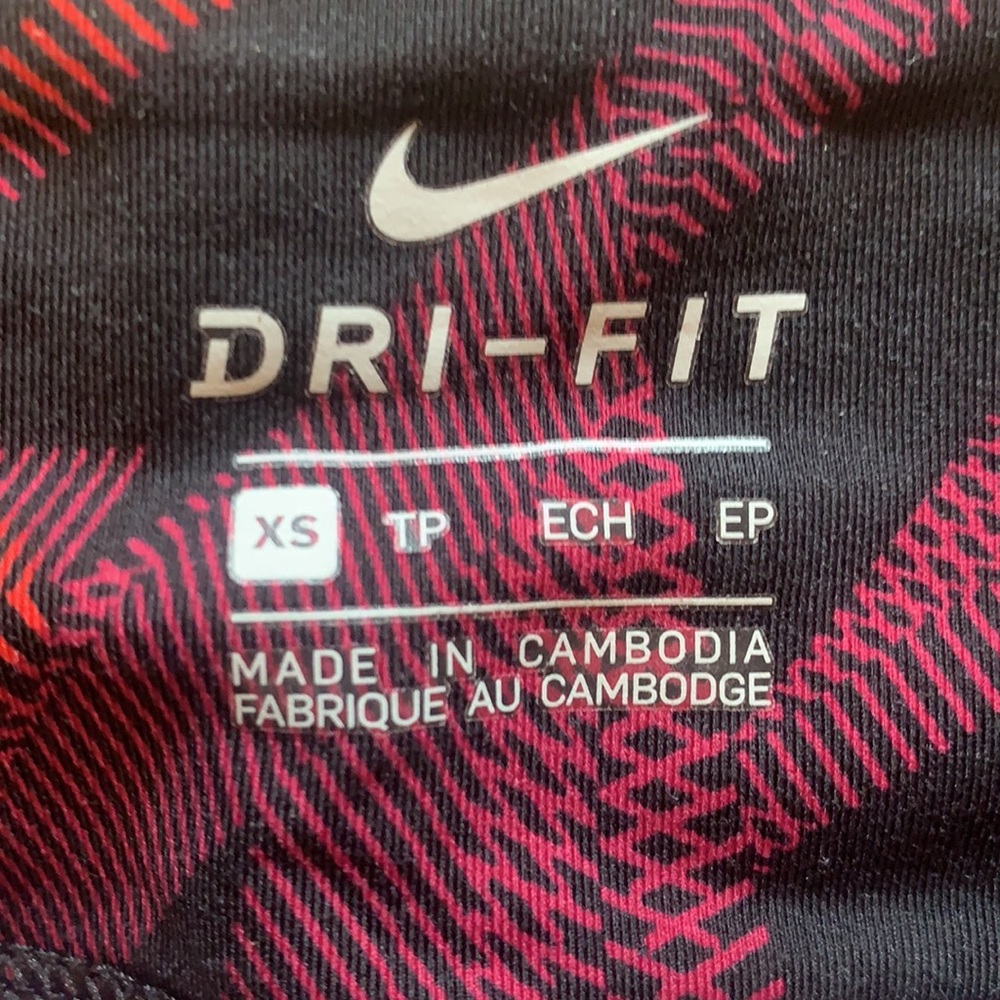 DRI-FIT
XS TP ECH EP
MADE IN CAMBODIA
FABRIQUE AU CAMBODGE